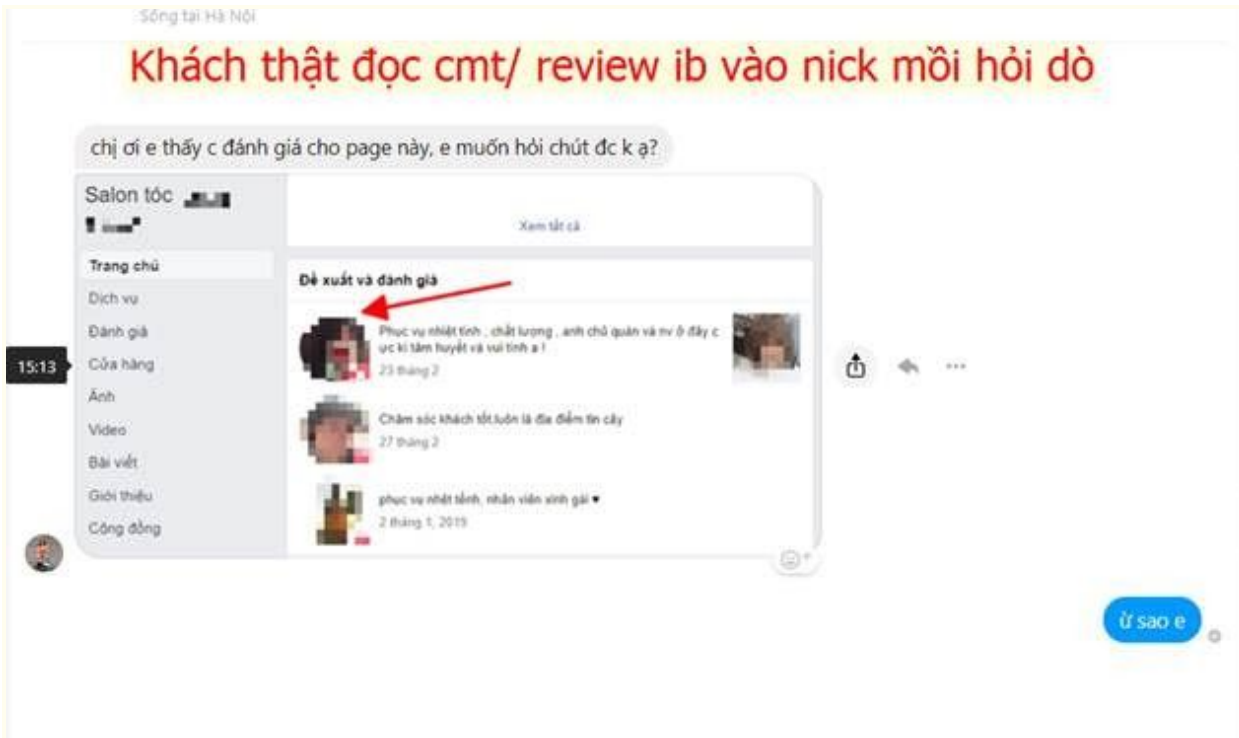 Sống tại Hà Nội
Khách thật đọc cmt/ review ib vào nick mồi hỏi dò
chị ơi e thấy c đánh giá cho page này, e muốn hỏi chút đc k ạ?
Salon tóc
Xem tất cả
Trang chủ
Đề xuất và đánh giá
Dịch vụ
Phục vụ nhiệt tình , chất lượng , anh chủ quán và nv ở đây c
ực kì tâm huyết và vui tính ạ !
23 tháng 2
Đánh giá
15:13
Cửa hàng
Ảnh
Video
Bài viết
Giới thiệu
Cộng đồng
Chăm sóc khách tốt.luôn là địa điểm tin cậy
27 tháng 2
phục vụ nhệt tềnh, nhân viên xinh gái ♥
2 tháng 1, 2019
ừ sao e